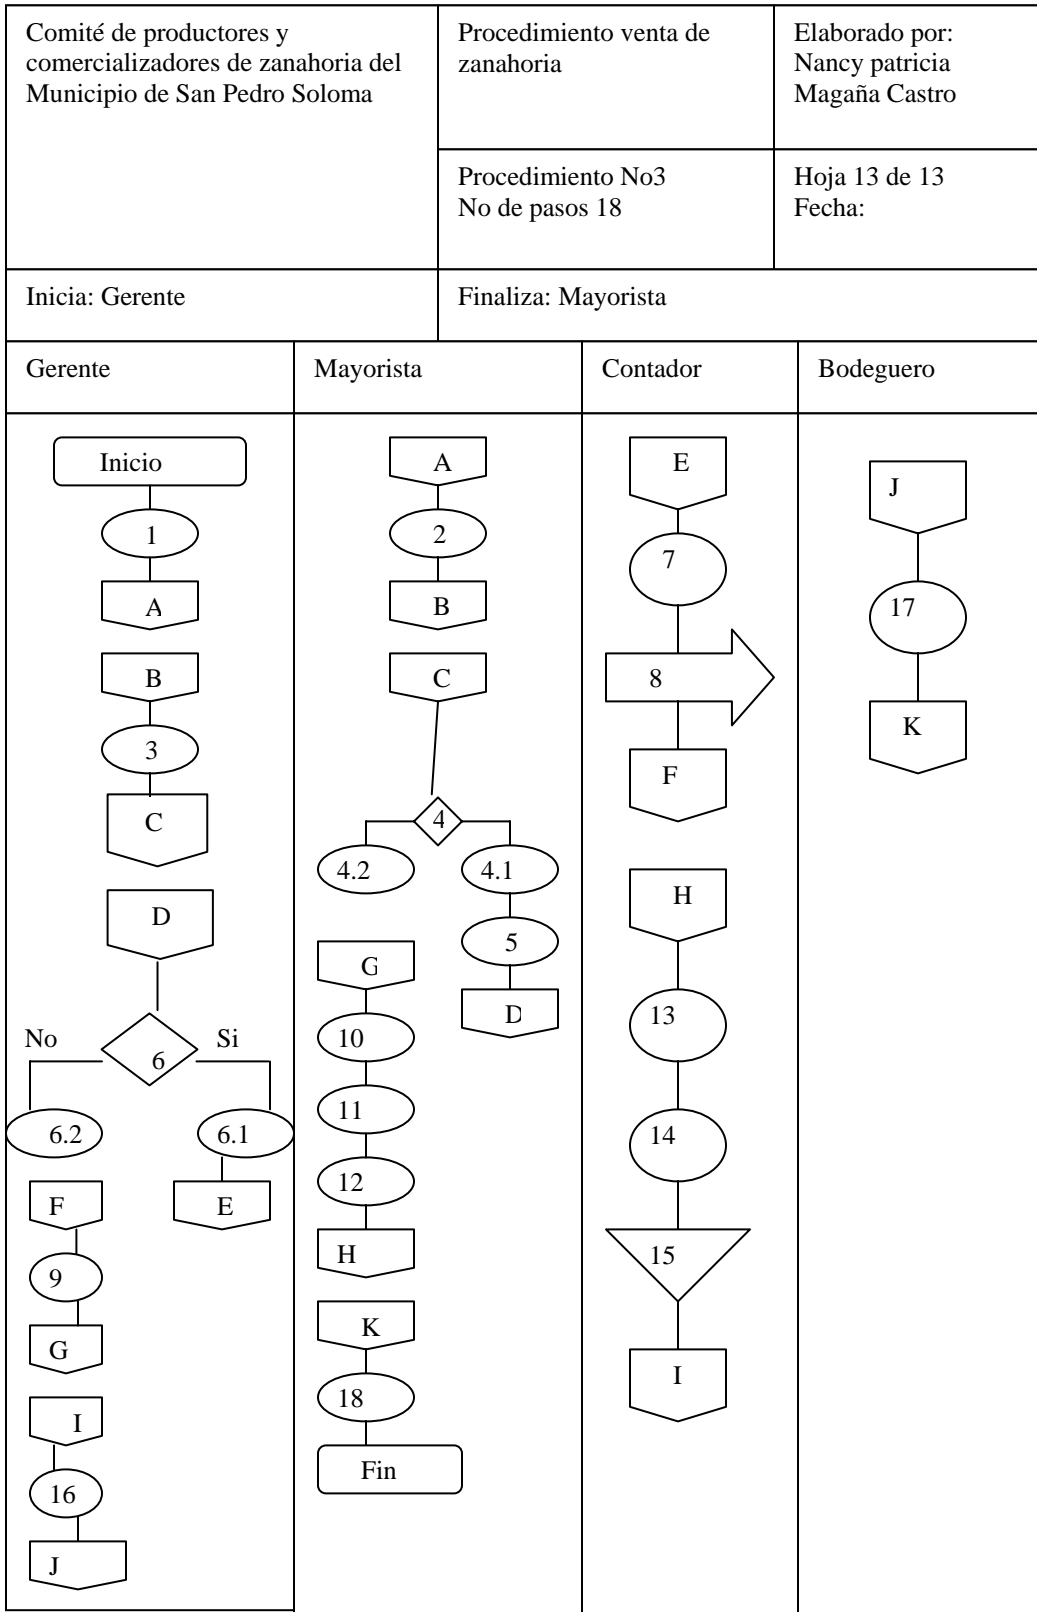 Comité de productores y
comercializadores de zanahoria del
Municipio de San Pedro Soloma
Procedimiento venta de
zanahoria
Elaborado por:
Nancy patricia
Magaña Castro
Procedimiento No3
No de pasos 18
Hoja 13 de 13
Fecha:
Inicia: Gerente
Finaliza: Mayorista
Gerente
Mayorista
Contador
Bodeguero
Inicio
1
A
B
3
C
D
No
6
Si
6.2
6.1
F
E
9
G
I
16
J
A
2
B
C
4
4.2
4.1
5
D
G
10
11
12
H
K
18
Fin
E
7
8
F
H
13
14
15
I
J
17
K